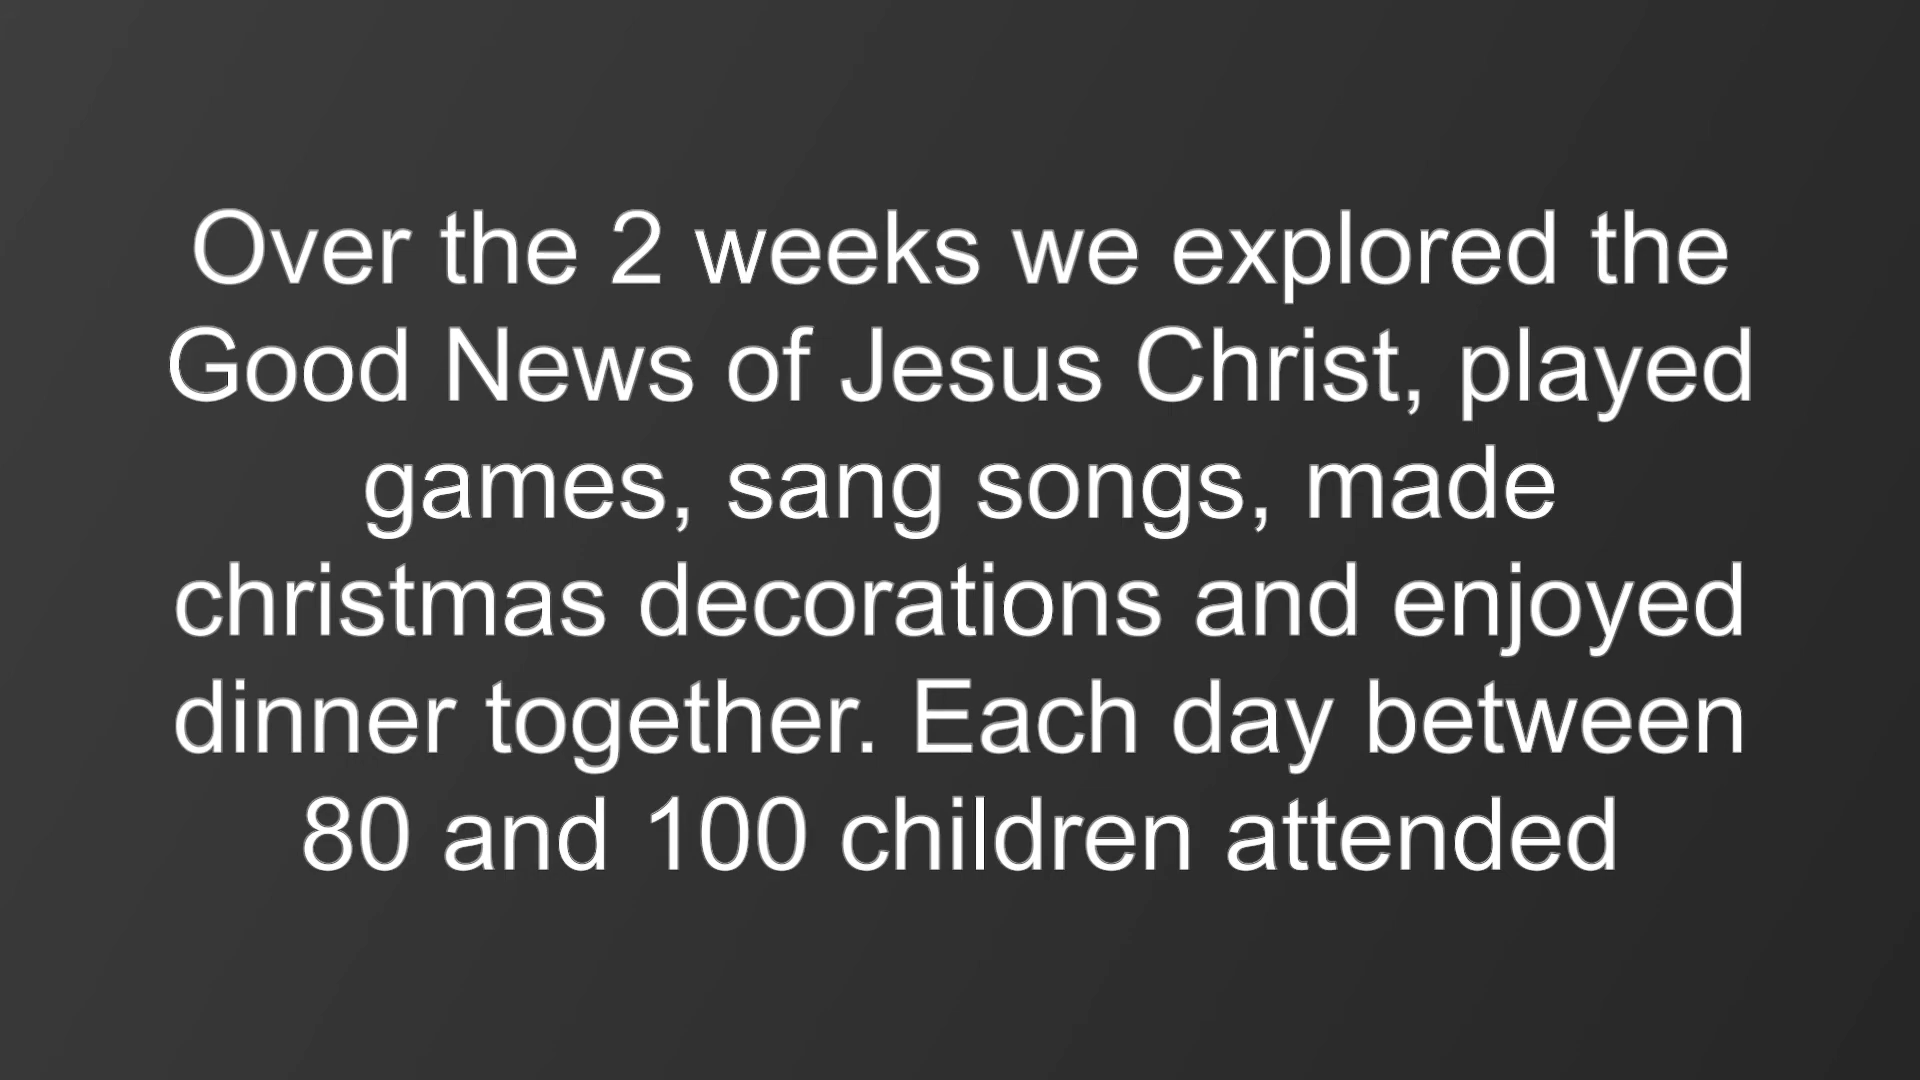 Over the 2 weeks we explored the
Good News of Jesus Christ, played
games, sang songs, made
christmas decorations and enjoyed
dinner together. Each day between
80 and 100 children attended